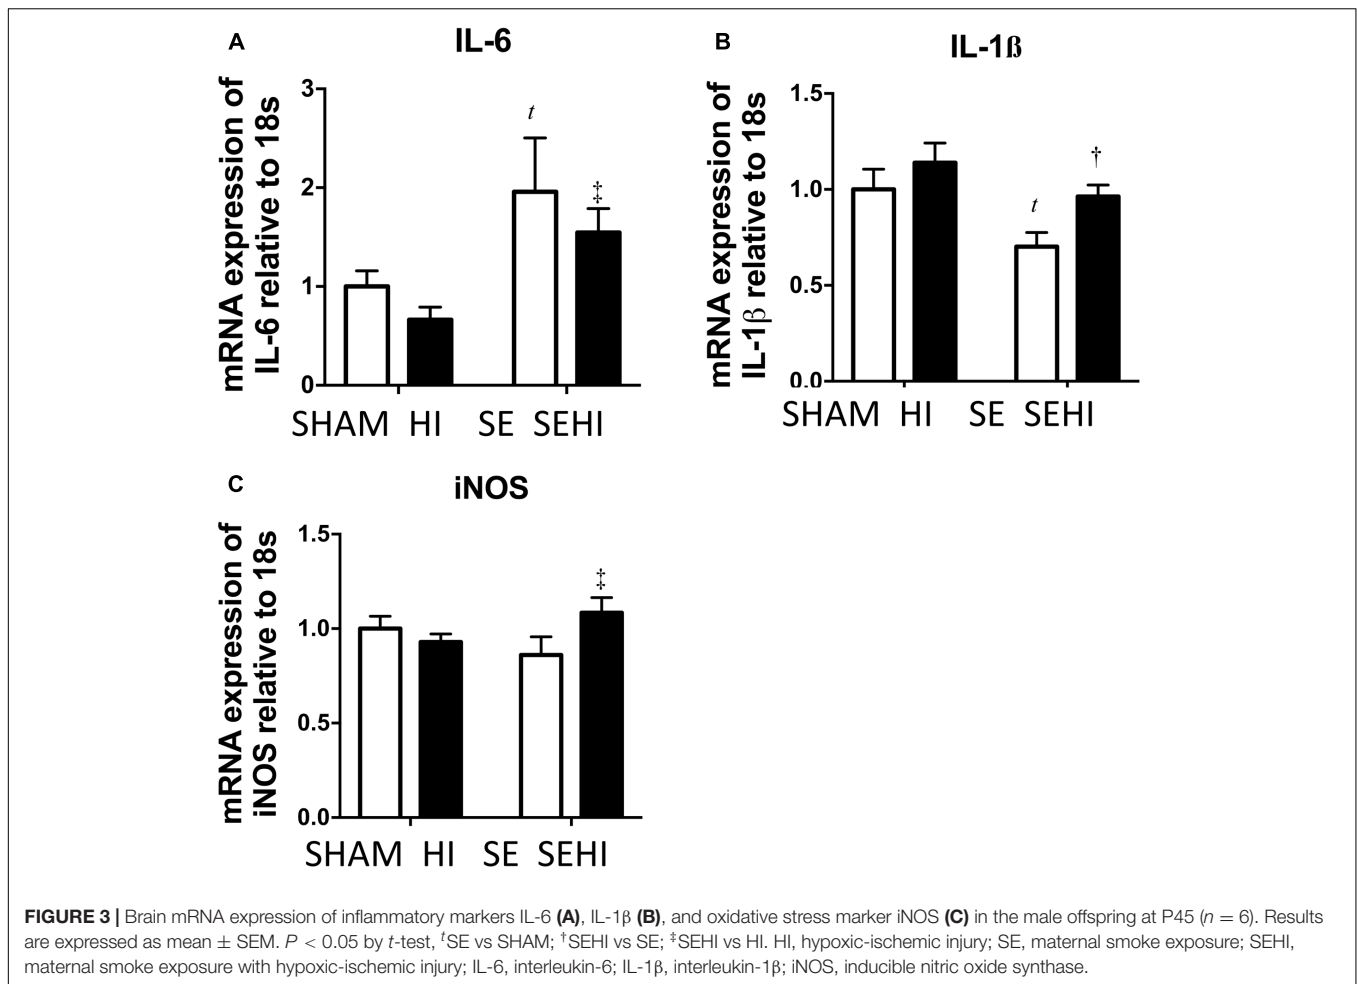 A
IL-6
mRNA expression of
IL-6 relative to 18s
3
2
1
0
t
‡
SHAM HI SE SEHI
B
IL-1ß
mRNA expression of
IL-1β relative to 18s
1.5
1.0
0.5
0.0
t
†
SHAM HI SE SEHI
C
iNOS
mRNA expression of
iNOS relative to 18s
1.5
1.0
0.5
0.0
‡
SHAM HI SE SEHI
FIGURE 3 | Brain mRNA expression of inflammatory markers IL-6 (A), IL-1β (B), and oxidative stress marker iNOS (C) in the male offspring at P45 (n = 6). Results
are expressed as mean ± SEM. P < 0.05 by t-test, ᵗSE vs SHAM; †SEHI vs SE; ‡SEHI vs HI. HI, hypoxic-ischemic injury; SE, maternal smoke exposure; SEHI,
maternal smoke exposure with hypoxic-ischemic injury; IL-6, interleukin-6; IL-1β, interleukin-1β; iNOS, inducible nitric oxide synthase.